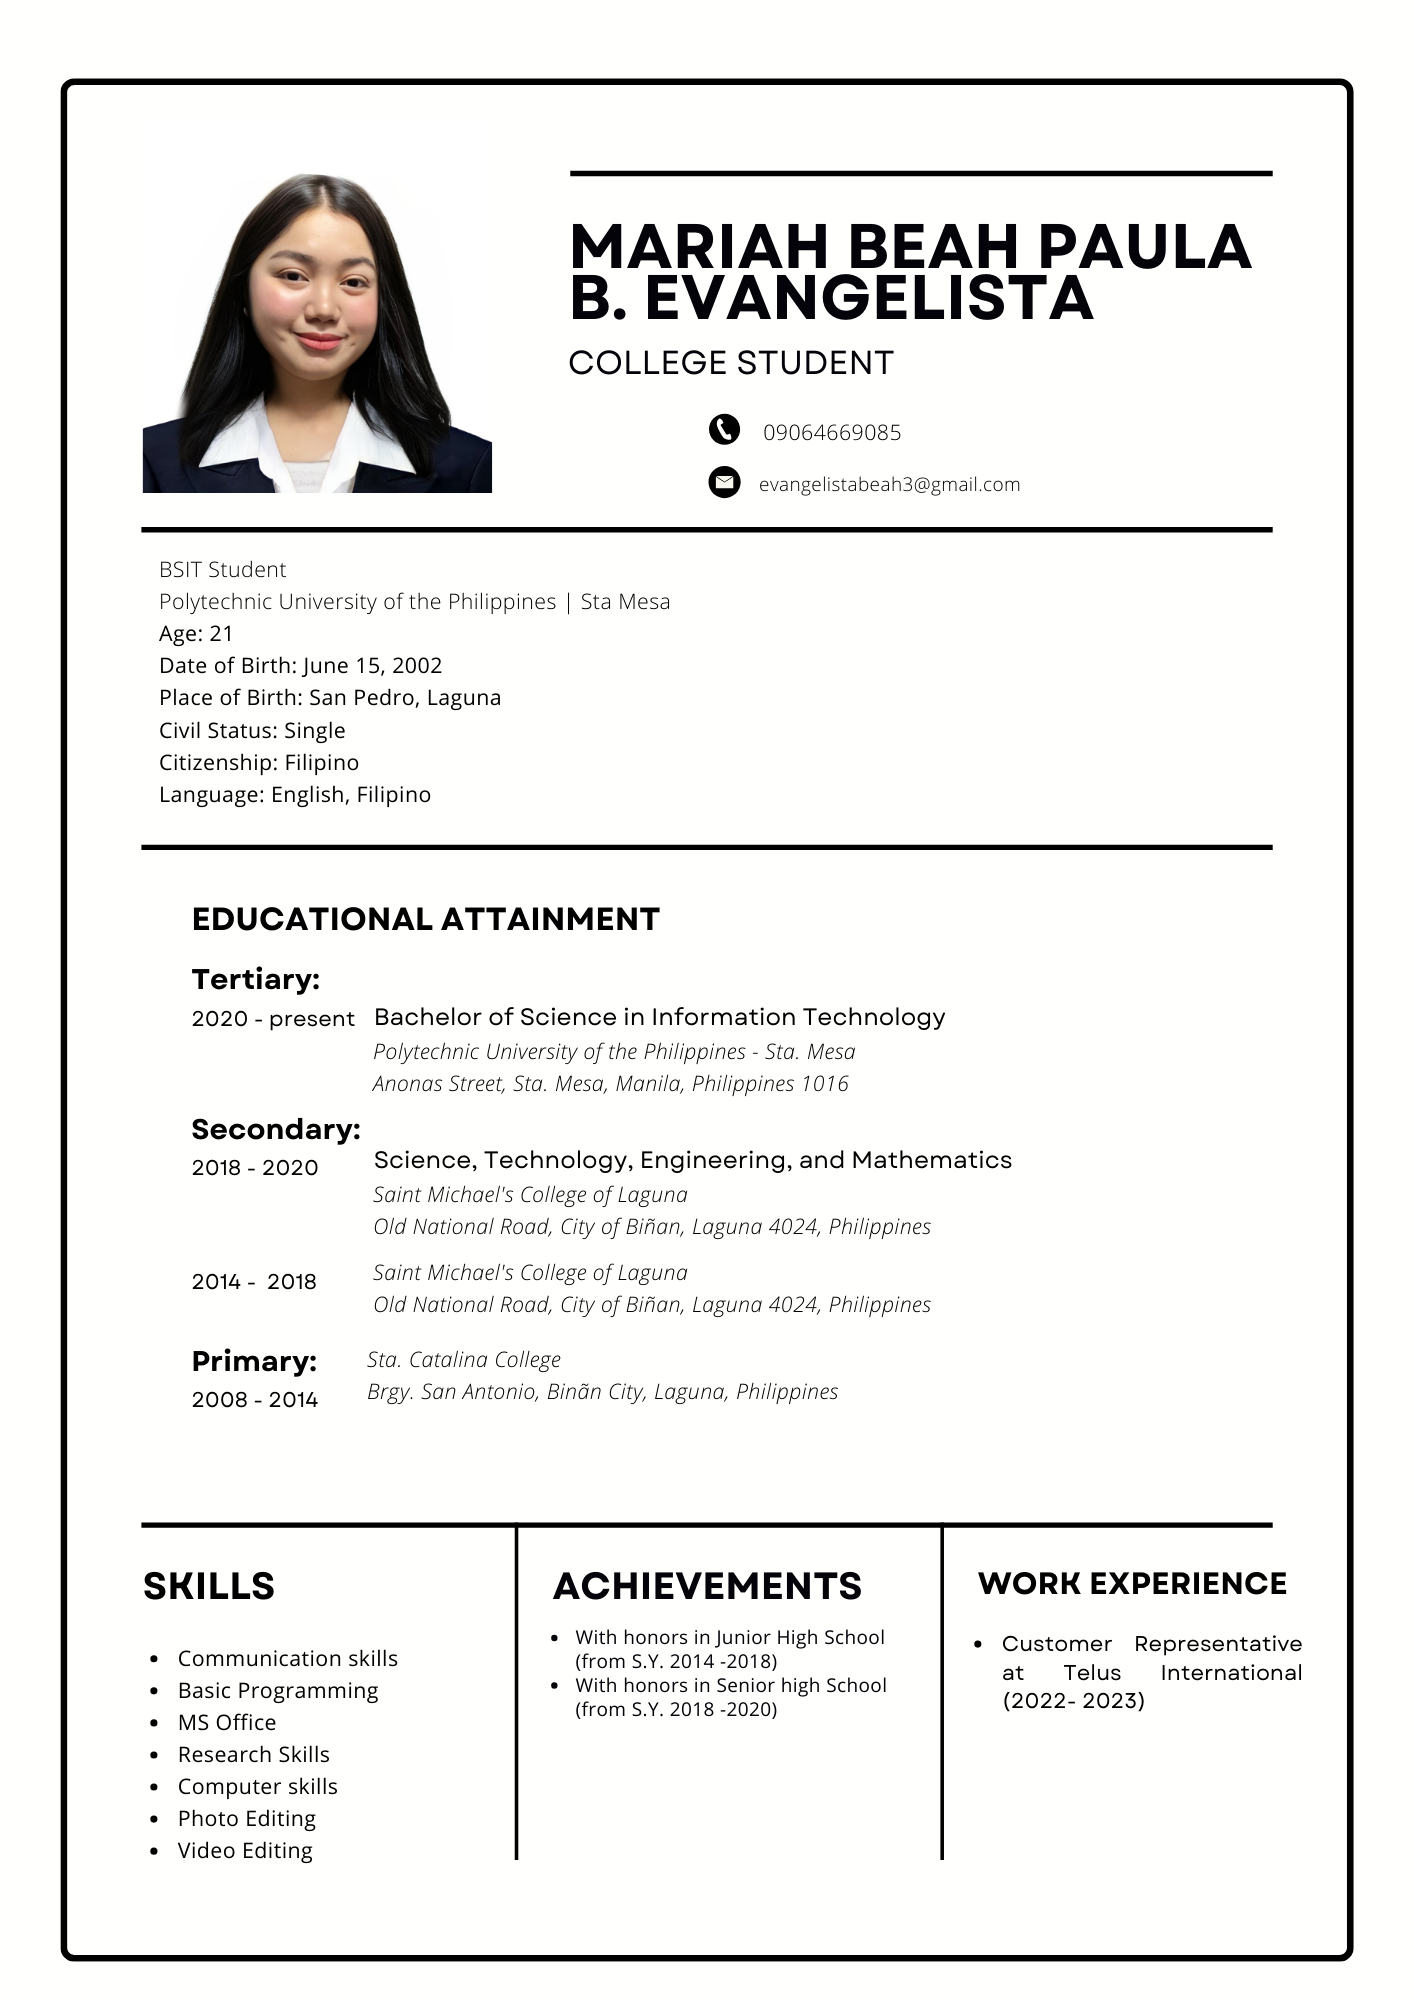 MARIAH BEAH PAULA
B. EVANGELISTA
COLLEGE STUDENT
09064669085
evangelistabeah3@gmail.com
BSIT Student
Polytechnic University of the Philippines | Sta Mesa
Age: 21
Date of Birth: June 15, 2002
Place of Birth: San Pedro, Laguna
Civil Status: Single
Citizenship: Filipino
Language: English, Filipino
EDUCATIONAL ATTAINMENT
Tertiary:
2020 - present Bachelor of Science in Information Technology
Polytechnic University of the Philippines - Sta. Mesa
Anonas Street, Sta. Mesa, Manila, Philippines 1016
Secondary:
2018 - 2020 Science, Technology, Engineering, and Mathematics
Saint Michael's College of Laguna
Old National Road, City of Biñan, Laguna 4024, Philippines
2014 - 2018 Saint Michael's College of Laguna
Old National Road, City of Biñan, Laguna 4024, Philippines
Primary: Sta. Catalina College
2008 - 2014 Brgy. San Antonio, Binãn City, Laguna, Philippines
SKILLS
• Communication skills
• Basic Programming
• MS Office
• Research Skills
• Computer skills
• Photo Editing
• Video Editing
ACHIEVEMENTS
• With honors in Junior High School
(from S.Y. 2014 -2018)
• With honors in Senior high School
(from S.Y. 2018 -2020)
WORK EXPERIENCE
• Customer Representative
at Telus International
(2022- 2023)